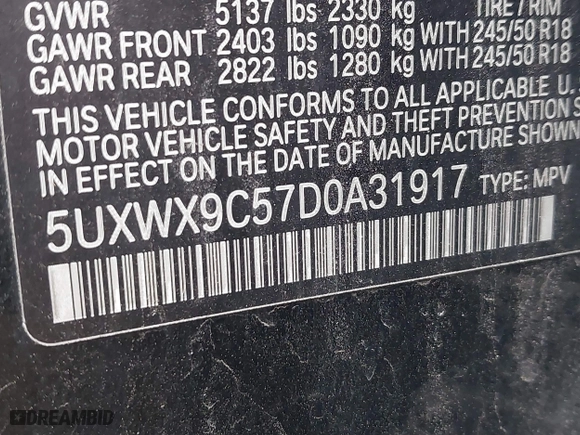 GVWR 5137 lbs 2330 kg TIRE / RIM
GAWR FRONT 2403 lbs 1090 kg WITH 245/50 R18
GAWR REAR 2822 lbs 1280 kg WITH 245/50 R18
THIS VEHICLE CONFORMS TO ALL APPLICABLE U.
MOTOR VEHICLE SAFETY AND THEFT PREVENTION S
IN EFFECT ON THE DATE OF MANUFACTURE SHOWN
5UXWX9C57D0A31917 TYPE: MPV
DREAMBID